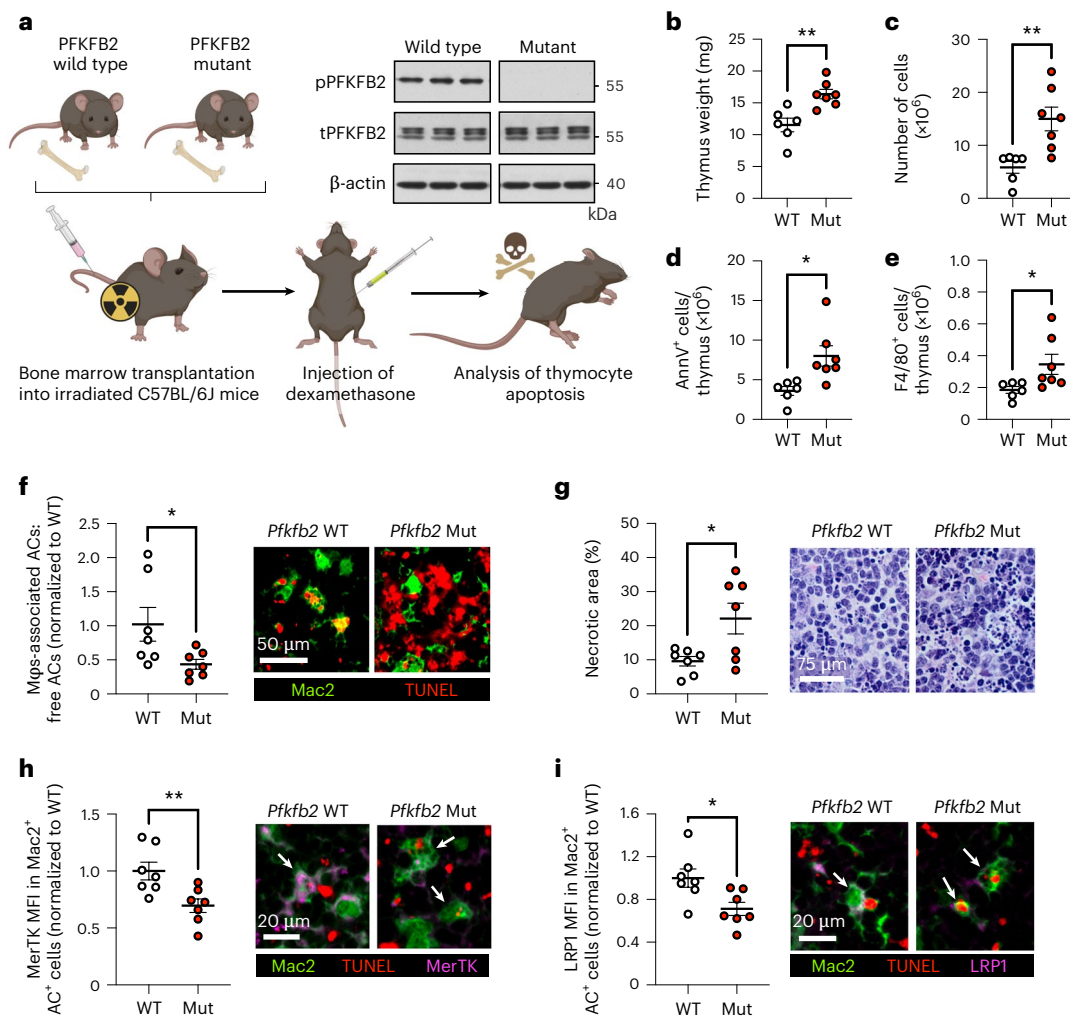 a
PFKFB2
wild type
PFKFB2
mutant
Wild type
Mutant
pPFKFB2
55
tPFKFB2
55
β-actin
40
kDa
Bone marrow transplantation
into irradiated C57BL/6J mice
Injection of
dexamethasone
Analysis of thymocyte
apoptosis
b
Thymus weight (mg)
25
20
15
10
5
0
**
WT
Mut
c
Number of cells
(×10⁶)
30
20
10
0
**
WT
Mut
d
AnnV⁺ cells/
thymus (×10⁶)
20
15
10
5
0
*
WT
Mut
e
F4/80⁺ cells/
thymus (×10⁶)
1.0
0.8
0.6
0.4
0.2
0
*
WT
Mut
f
Mφs-associated ACs:
free ACs (normalized to WT)
2.5
2.0
1.5
1.0
0.5
0
*
WT
Mut
Pfkfb2 WT
Pfkfb2 Mut
50 μm
Mac2
TUNEL
g
Necrotic area (%)
50
40
30
20
10
0
*
WT
Mut
Pfkfb2 WT
Pfkfb2 Mut
75 μm
h
MerTK MFI in Mac2⁺
AC⁺ cells (normalized to WT)
1.5
1.0
0.5
0
**
WT
Mut
Pfkfb2 WT
Pfkfb2 Mut
20 μm
Mac2
TUNEL
MerTK
i
LRP1 MFI in Mac2⁺
AC⁺ cells (normalized to WT)
1.6
1.2
0.8
0.4
0
*
WT
Mut
Pfkfb2 WT
Pfkfb2 Mut
20 μm
Mac2
TUNEL
LRP1